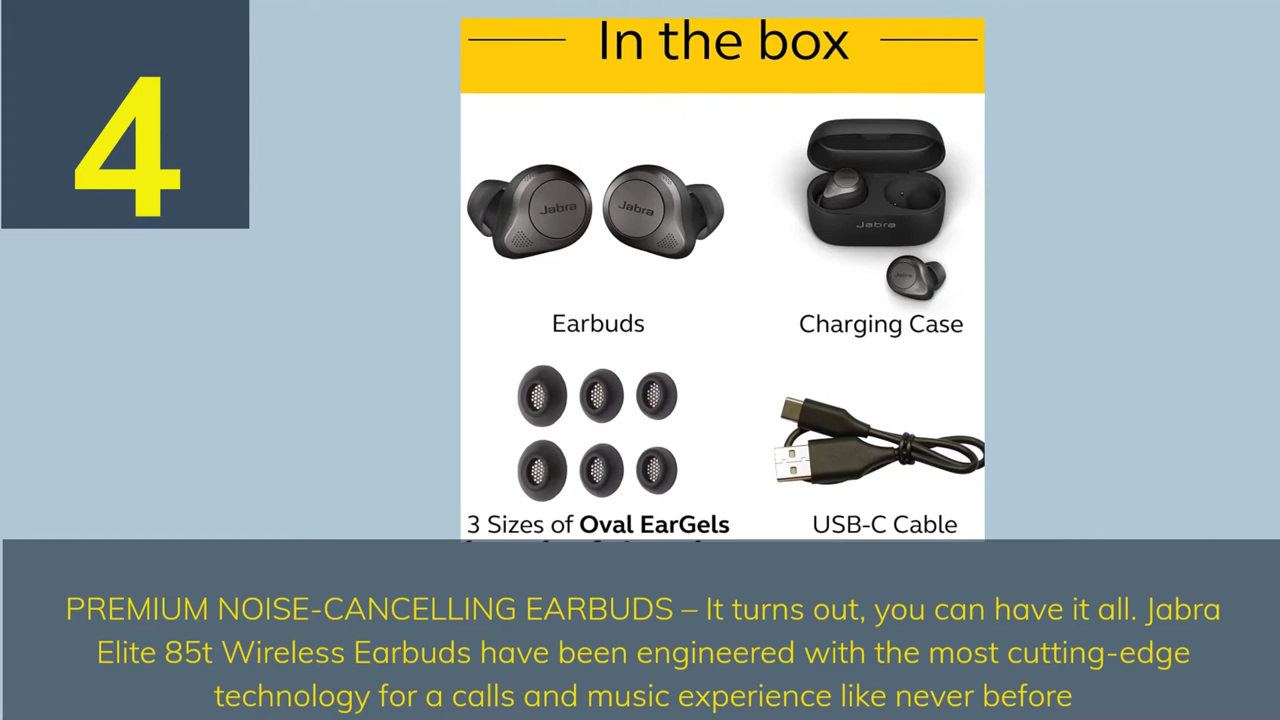 4
In the box
Jabra
Jabra
Jabra
Jabra
Earbuds
Charging Case
3 Sizes of Oval EarGels
USB-C Cable
PREMIUM NOISE-CANCELLING EARBUDS – It turns out, you can have it all. Jabra
Elite 85t Wireless Earbuds have been engineered with the most cutting-edge
technology for a calls and music experience like never before